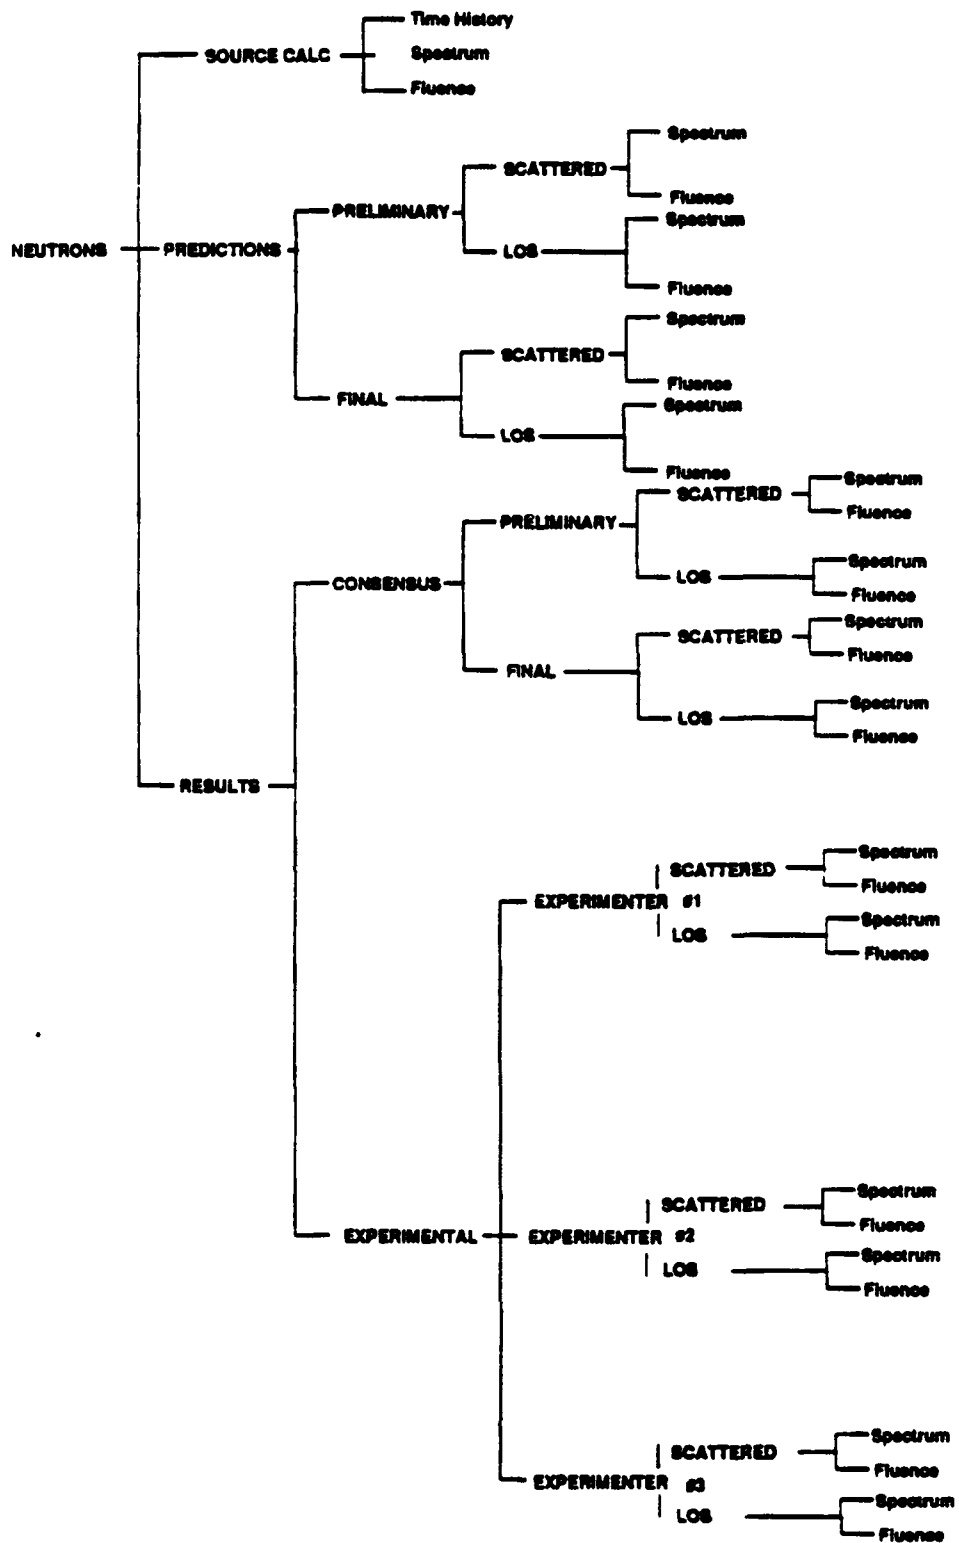 Time History
SOURCE CALC
Spectrum
Fluence
Spectrum
SCATTERED
Fluence
PRELIMINARY
Spectrum
NEUTRONS
PREDICTIONS
LOS
Fluence
Spectrum
SCATTERED
Fluence
FINAL
Spectrum
LOS
Fluence
Spectrum
SCATTERED
Fluence
PRELIMINARY
Spectrum
LOS
CONSENSUS
Fluence
Spectrum
SCATTERED
Fluence
FINAL
Spectrum
LOS
Fluence
RESULTS
Spectrum
SCATTERED
Fluence
EXPERIMENTER #1
Spectrum
LOS
Fluence
Spectrum
SCATTERED
Fluence
EXPERIMENTAL
EXPERIMENTER #2
Spectrum
LOS
Fluence
Spectrum
SCATTERED
Fluence
EXPERIMENTER #3
Spectrum
LOS
Fluence